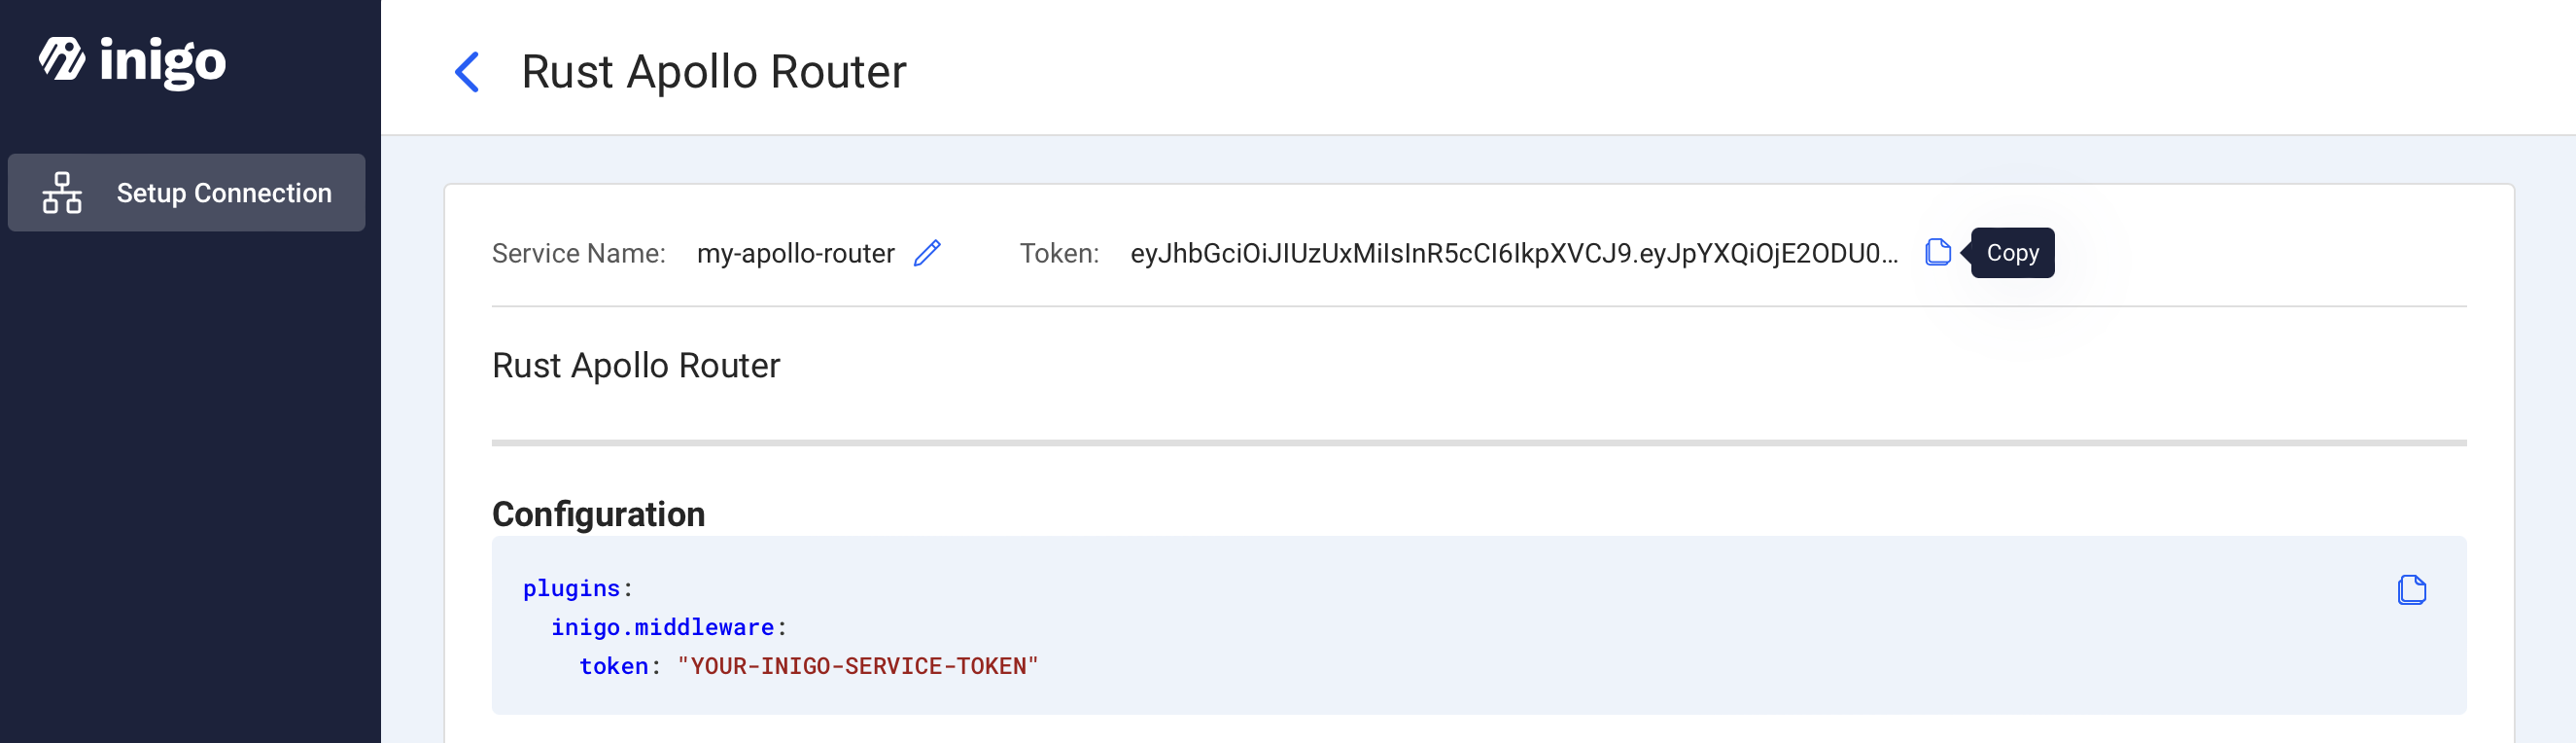 inigo
Rust Apollo Router
Setup Connection
Service Name: my-apollo-router Token: eyJhbGciOiJIUzUxMiIsInR5cCI6IkpXVCJ9.eyJpYXQiOjE2ODU0... Copy
Rust Apollo Router
Configuration
plugins:
inigo.middleware:
token: "YOUR-INIGO-SERVICE-TOKEN"